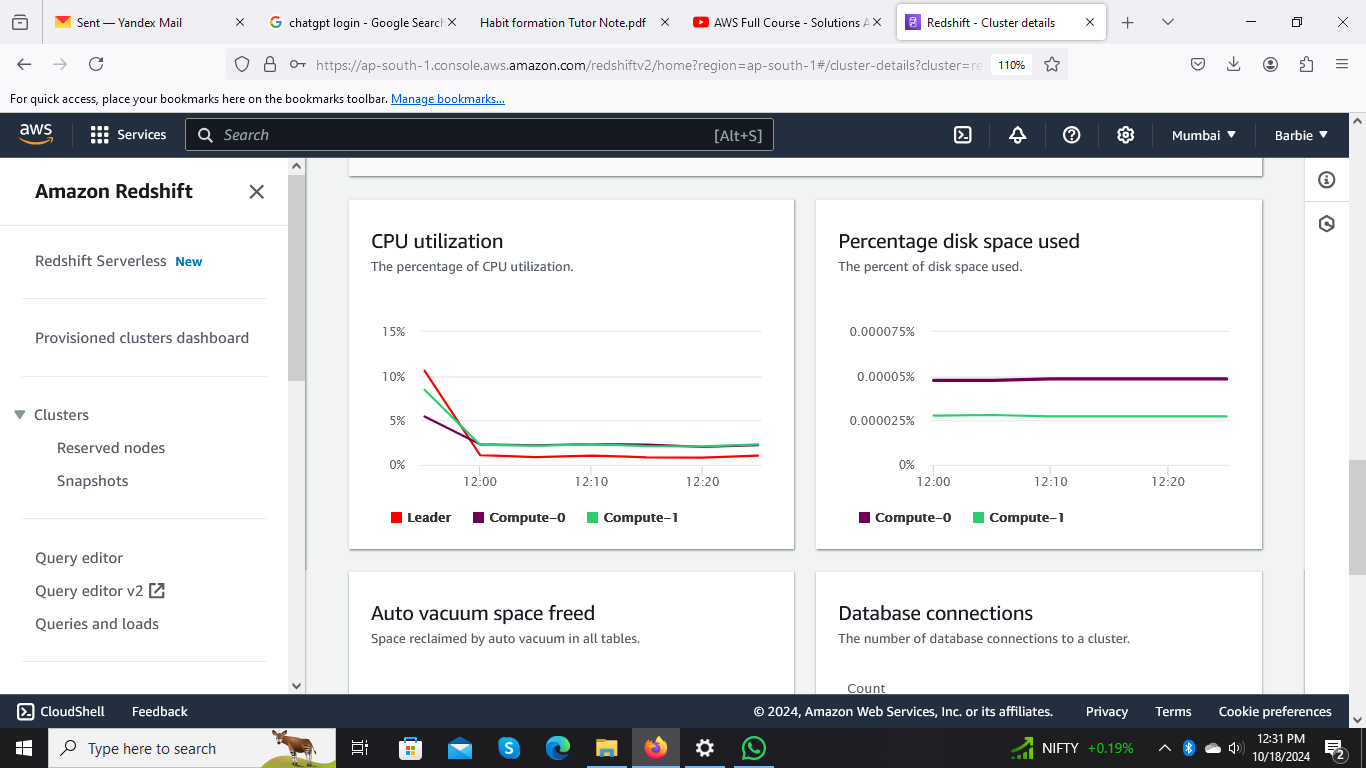 Sent — Yandex Mail
chatgpt login - Google Search
Habit formation Tutor Note.pdf
AWS Full Course - Solutions A
Redshift - Cluster details
https://ap-south-1.console.aws.amazon.com/redshiftv2/home?region=ap-south-1#/cluster-details?cluster=re
110%
For quick access, place your bookmarks here on the bookmarks toolbar. Manage bookmarks...
aws
Services
Search
[Alt+S]
Mumbai
Barbie
Amazon Redshift
Redshift Serverless New
Provisioned clusters dashboard
Clusters
Reserved nodes
Snapshots
Query editor
Query editor v2
Queries and loads
CPU utilization
The percentage of CPU utilization.
15%
10%
5%
0%
12:00
12:10
12:20
Leader
Compute-0
Compute-1
Percentage disk space used
The percent of disk space used.
0.000075%
0.00005%
0.000025%
0%
12:00
12:10
12:20
Compute-0
Compute-1
Auto vacuum space freed
Space reclaimed by auto vacuum in all tables.
Database connections
The number of database connections to a cluster.
Count
CloudShell
Feedback
© 2024, Amazon Web Services, Inc. or its affiliates.
Privacy
Terms
Cookie preferences
Type here to search
NIFTY +0.19%
12:31 PM
10/18/2024
2